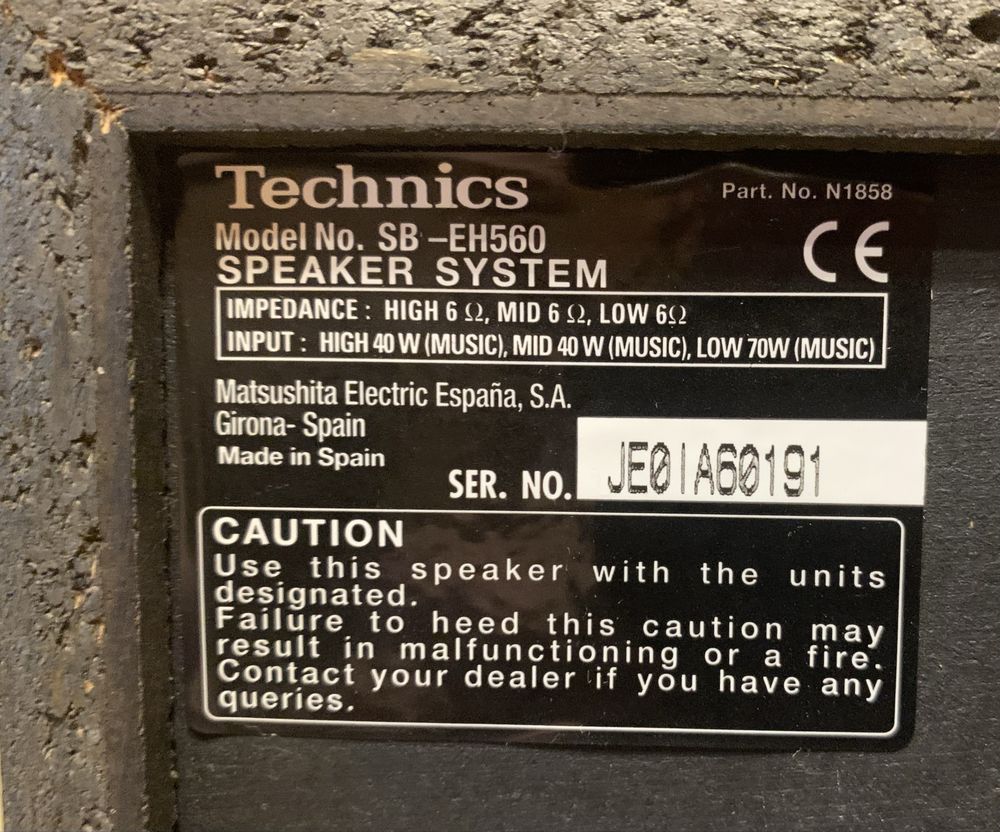 Technics
Part. No. N1858
Model No. SB -EH560
CE
SPEAKER SYSTEM
IMPEDANCE : HIGH 6 Ω, MID 6 Ω, LOW 6Ω
INPUT : HIGH 40 W (MUSIC), MID 40 W (MUSIC), LOW 70W (MUSIC)
Matsushita Electric España, S.A.
Girona- Spain
Made in Spain
SER. NO. JE01A60191
CAUTION
Use this speaker with the units
designated.
Failure to heed this caution may
result in malfunctioning or a fire.
Contact your dealer if you have any
queries.